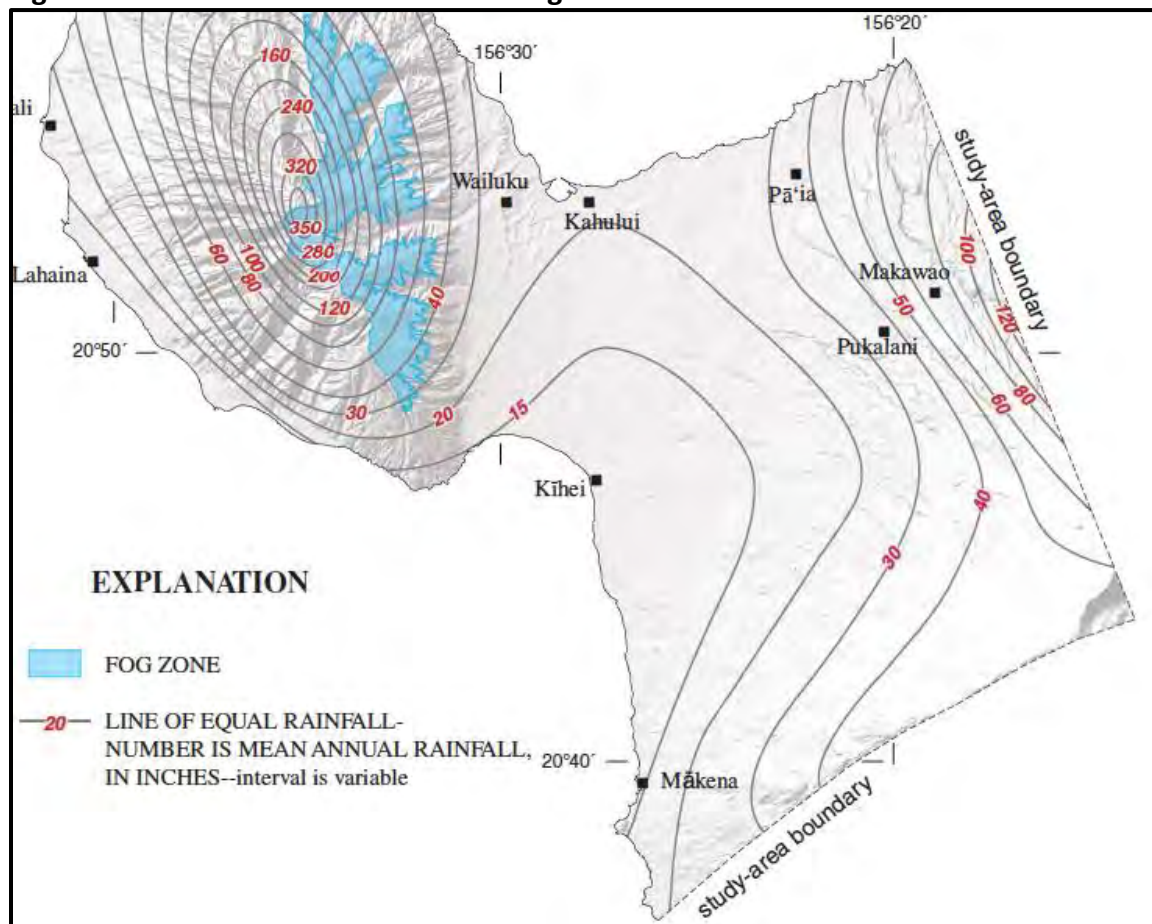 156°30´
156°20´
160
240
320
350
280
200
120
100
80
60
40
30
20
15
ali
Lahaina
Wailuku
Kahului
Pā‘ia
Makawao
Pukalani
50
100
120
80
60
40
30
study-area boundary
20°50´
Kīhei
EXPLANATION
FOG ZONE
20
LINE OF EQUAL RAINFALL-
NUMBER IS MEAN ANNUAL RAINFALL,
IN INCHES--interval is variable
20°40´
Mākena
study-area boundary